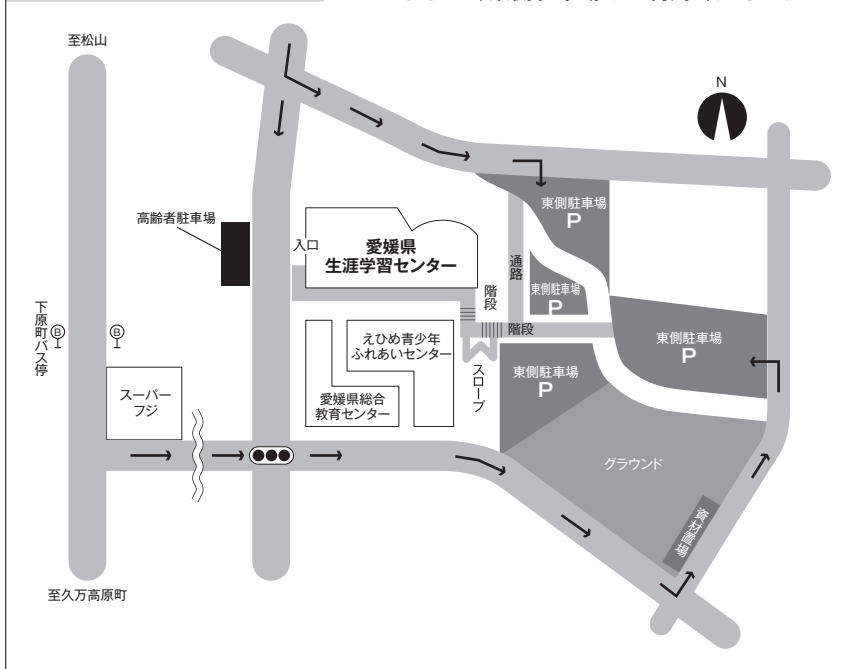 至松山
N
東側駐車場
P
高齢者駐車場
入口
愛媛県
生涯学習センター
通路
階段
東側駐車場
P
下原町バス停
B
B
階段
東側駐車場
P
えひめ青少年
ふれあいセンター
スロープ
東側駐車場
P
スーパー
フジ
愛媛県総合
教育センター
グラウンド
資材置場
至久万高原町